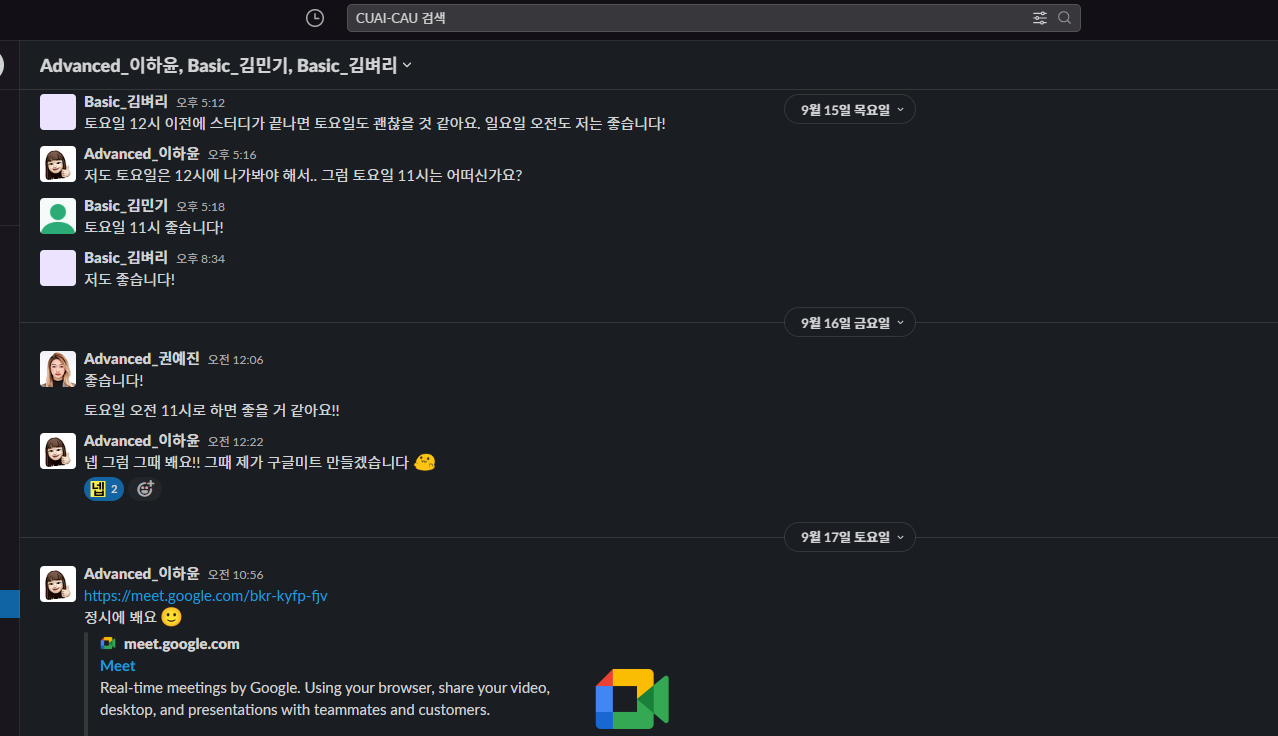 CUAI-CAU 검색
Advanced_이하윤, Basic_김민기, Basic_김벼리
9월 15일 목요일
Basic_김벼리 오후 5:12
토요일 12시 이전에 스터디가 끝나면 토요일도 괜찮을 것 같아요. 일요일 오전도 저는 좋습니다!
Advanced_이하윤 오후 5:16
저도 토요일은 12시에 나가봐야 해서.. 그럼 토요일 11시는 어떠신가요?
Basic_김민기 오후 5:18
토요일 11시 좋습니다!
Basic_김벼리 오후 8:34
저도 좋습니다!
9월 16일 금요일
Advanced_권예진 오전 12:06
좋습니다!
토요일 오전 11시로 하면 좋을 거 같아요!!
Advanced_이하윤 오전 12:22
넵 그럼 그때 봬요!! 그때 제가 구글미트 만들겠습니다
넵 2
9월 17일 토요일
Advanced_이하윤 오전 10:56
https://meet.google.com/bkr-kyfp-fjv
정시에 봬요
meet.google.com
Meet
Real-time meetings by Google. Using your browser, share your video,
desktop, and presentations with teammates and customers.